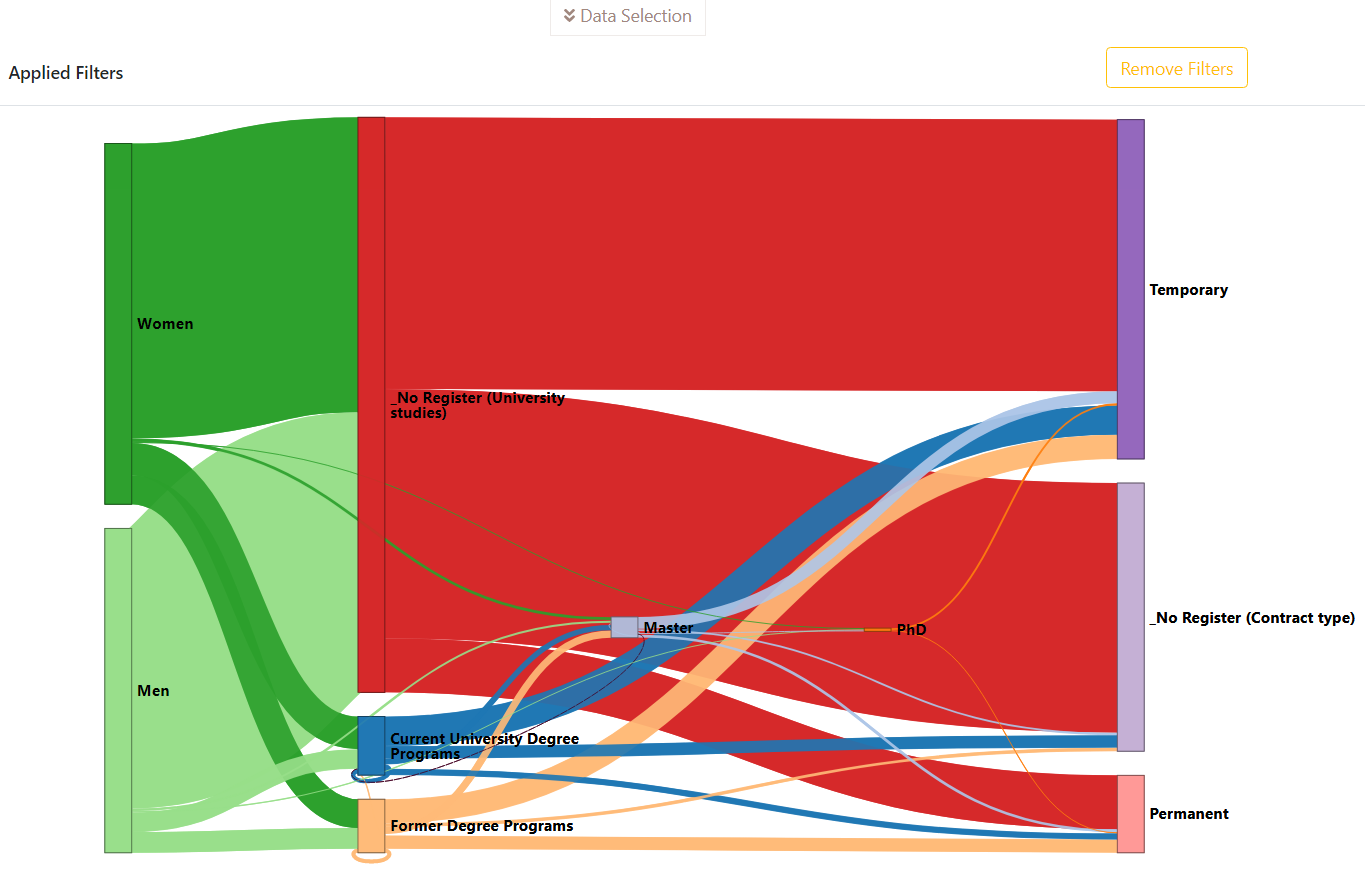 Data Selection
Applied Filters
Remove Filters
Temporary
Women
_No Register (University
studies)
_No Register (Contract type)
Master
PhD
Men
Current University Degree
Programs
Permanent
Former Degree Programs